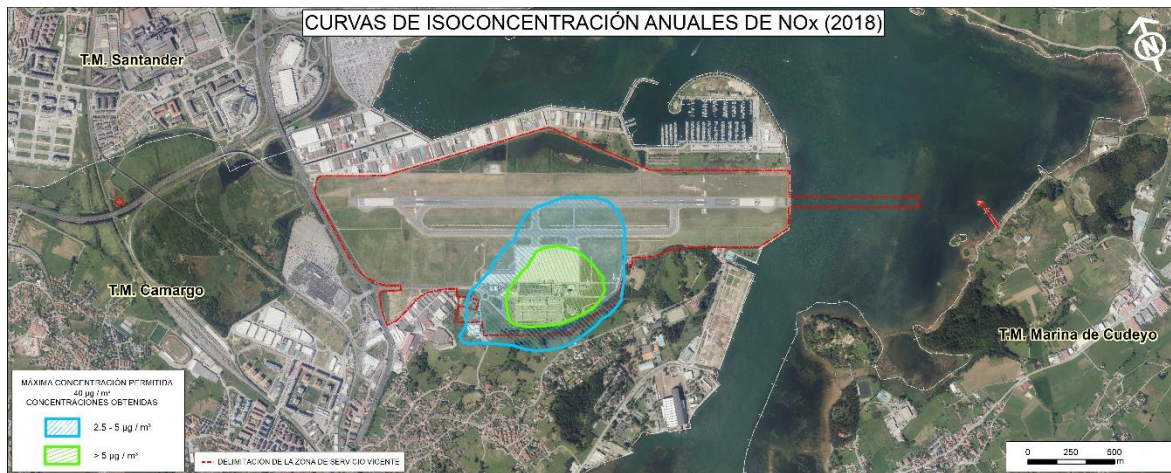 CURVAS DE ISOCONCENTRACIÓN ANUALES DE NOx (2018)
N
T.M. Santander
T.M. Camargo
T.M. Marina de Cudeyo
MÁXIMA CONCENTRACIÓN PERMITIDA
40 µg / m³
CONCENTRACIONES OBTENIDAS
2.5 - 5 µg / m³
> 5 µg / m³
DELIMITACIÓN DE LA ZONA DE SERVICIO VICENTE
0 250 500
m